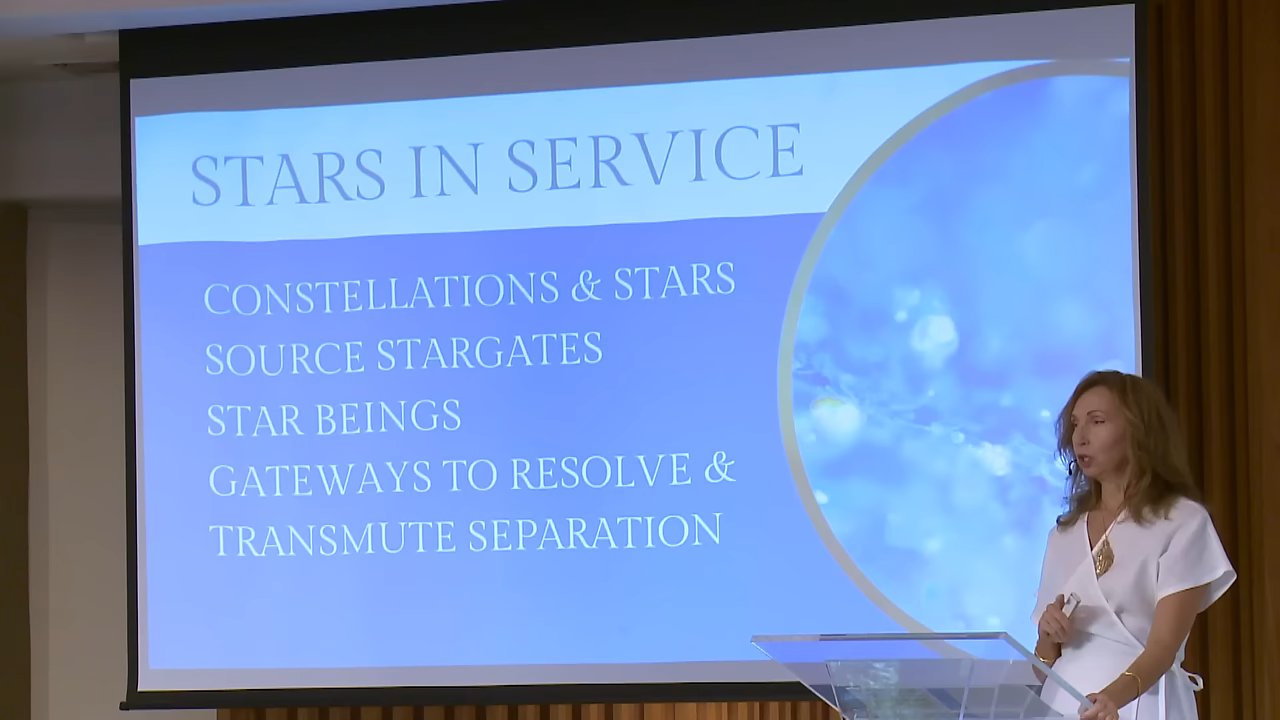 STARS IN SERVICE
CONSTELLATIONS & STARS
SOURCE STARGATES
STAR BEINGS
GATEWAYS TO RESOLVE &
TRANSMUTE SEPARATION